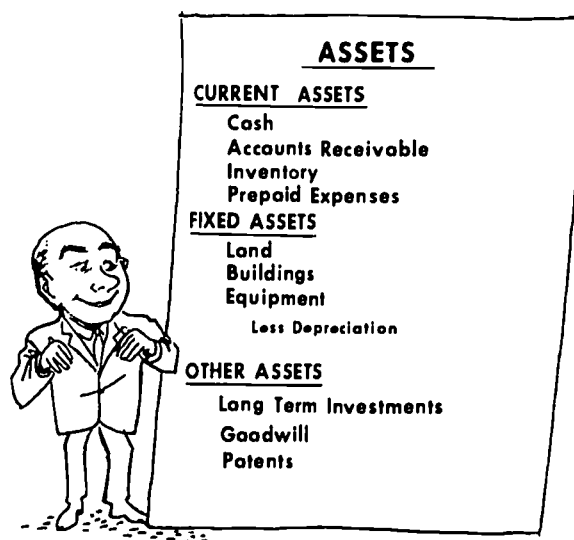 ASSETS
CURRENT ASSETS
Cash
Accounts Receivable
Inventory
Prepaid Expenses
FIXED ASSETS
Land
Buildings
Equipment
Less Depreciation
OTHER ASSETS
Long Term Investments
Goodwill
Patents